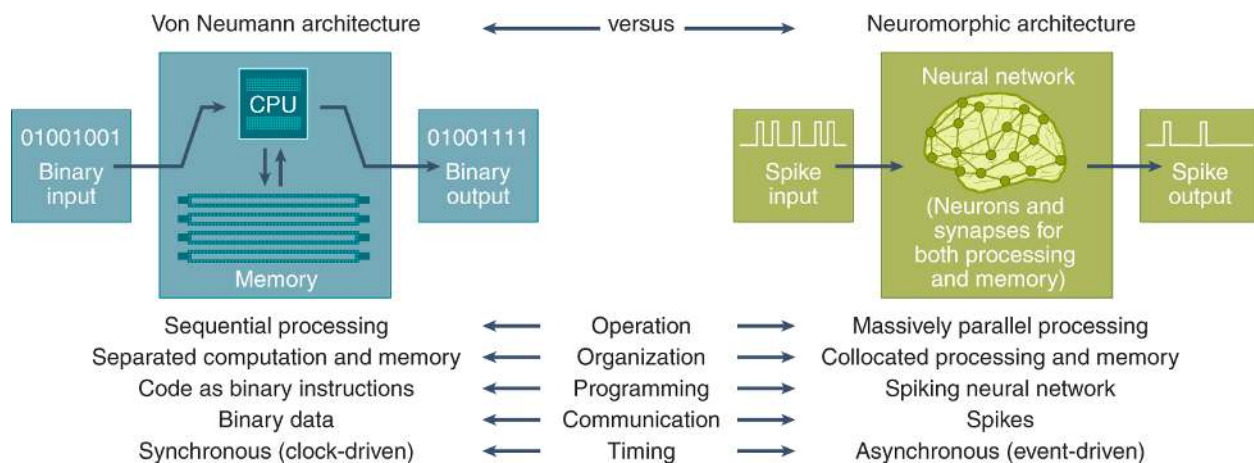 Von Neumann architecture versus Neuromorphic architecture
CPU
01001001
Binary
input
01001111
Binary
output
Memory
Neural network
Spike
input
(Neurons and
synapses for
both processing
and memory)
Spike
output
Sequential processing Operation Massively parallel processing
Separated computation and memory Organization Collocated processing and memory
Code as binary instructions Programming Spiking neural network
Binary data Communication Spikes
Synchronous (clock-driven) Timing Asynchronous (event-driven)